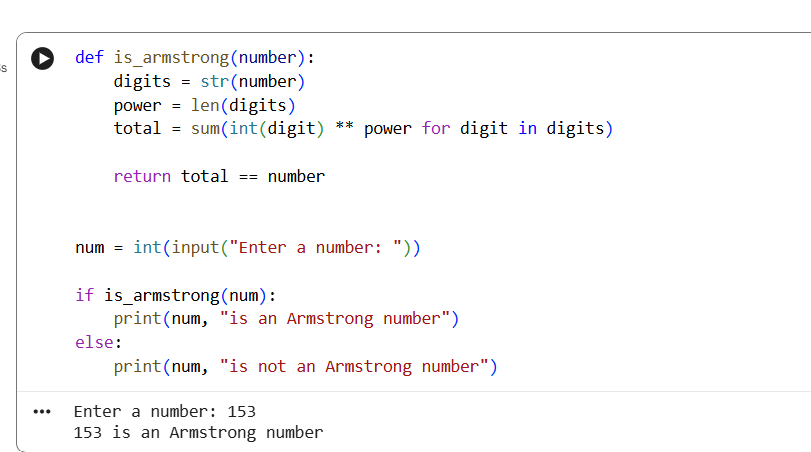 s
def is_armstrong(number):
    digits = str(number)
    power = len(digits)
    total = sum(int(digit) ** power for digit in digits)

    return total == number


num = int(input("Enter a number: "))

if is_armstrong(num):
    print(num, "is an Armstrong number")
else:
    print(num, "is not an Armstrong number")
Enter a number: 153
153 is an Armstrong number